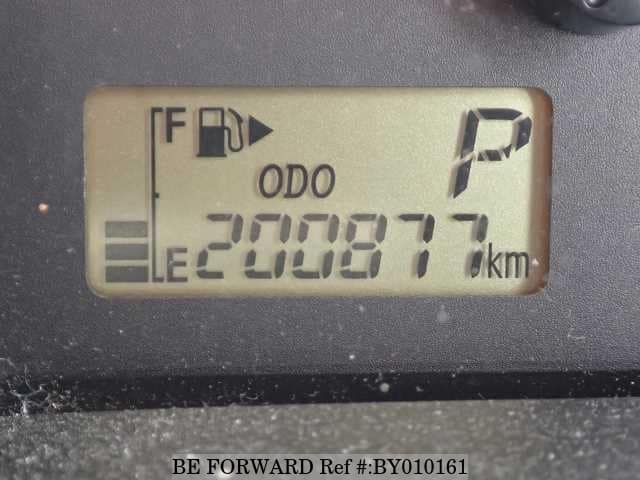 F P
ODO
E 200877 km
BE FORWARD Ref #:BY010161